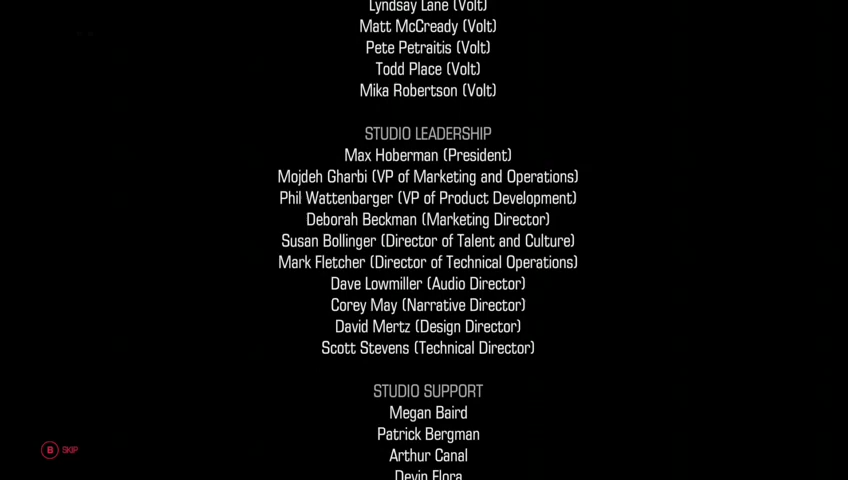 Lyndsay Lane (Volt)
Matt McCready (Volt)
Pete Petraitis (Volt)
Todd Place (Volt)
Mika Robertson (Volt)
STUDIO LEADERSHIP
Max Hoberman (President)
Mojdeh Gharbi (VP of Marketing and Operations)
Phil Wattenbarger (VP of Product Development)
Deborah Beckman (Marketing Director)
Susan Bollinger (Director of Talent and Culture)
Mark Fletcher (Director of Technical Operations)
Dave Lowmiller (Audio Director)
Corey May (Narrative Director)
David Mertz (Design Director)
Scott Stevens (Technical Director)
STUDIO SUPPORT
Megan Baird
Patrick Bergman
Arthur Canal
Devin Flora
B SKIP